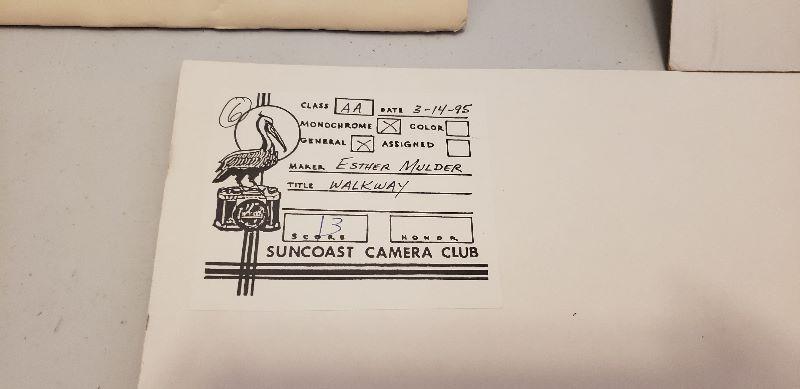 6
CLASS AA DATE 3-14-95
MONOCHROME X COLOR
GENERAL X ASSIGNED
MAKER ESTHER MULDER
TITLE WALKWAY
13
SCORE HONOR
SUNCOAST CAMERA CLUB